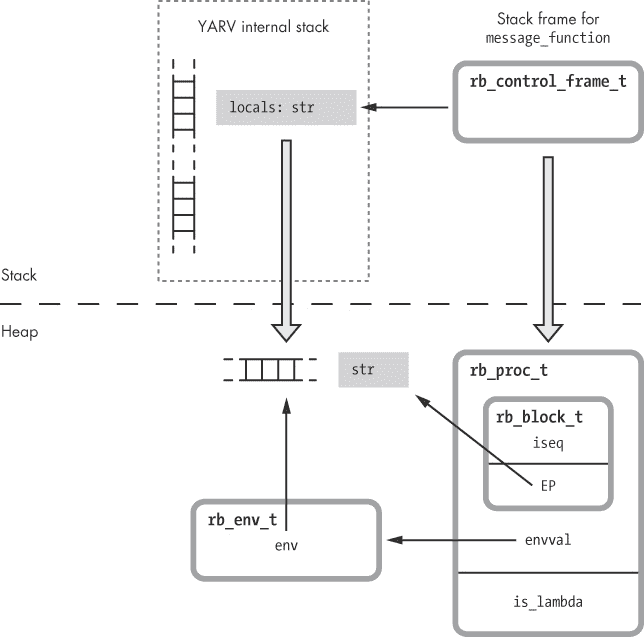 YARV internal stack
Stack frame for
message_function
rb_control_frame_t
locals: str
Stack
Heap
str
rb_proc_t
rb_block_t
iseq
EP
rb_env_t
env
envval
is_lambda